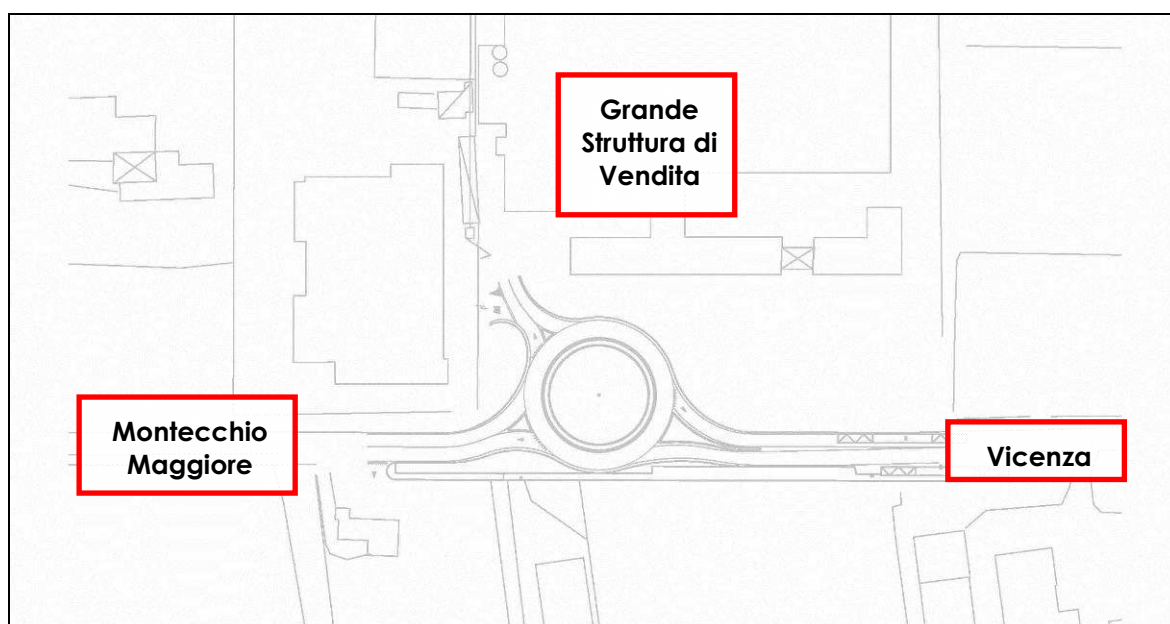 Grande
Struttura di
Vendita
Montecchio
Maggiore
Vicenza